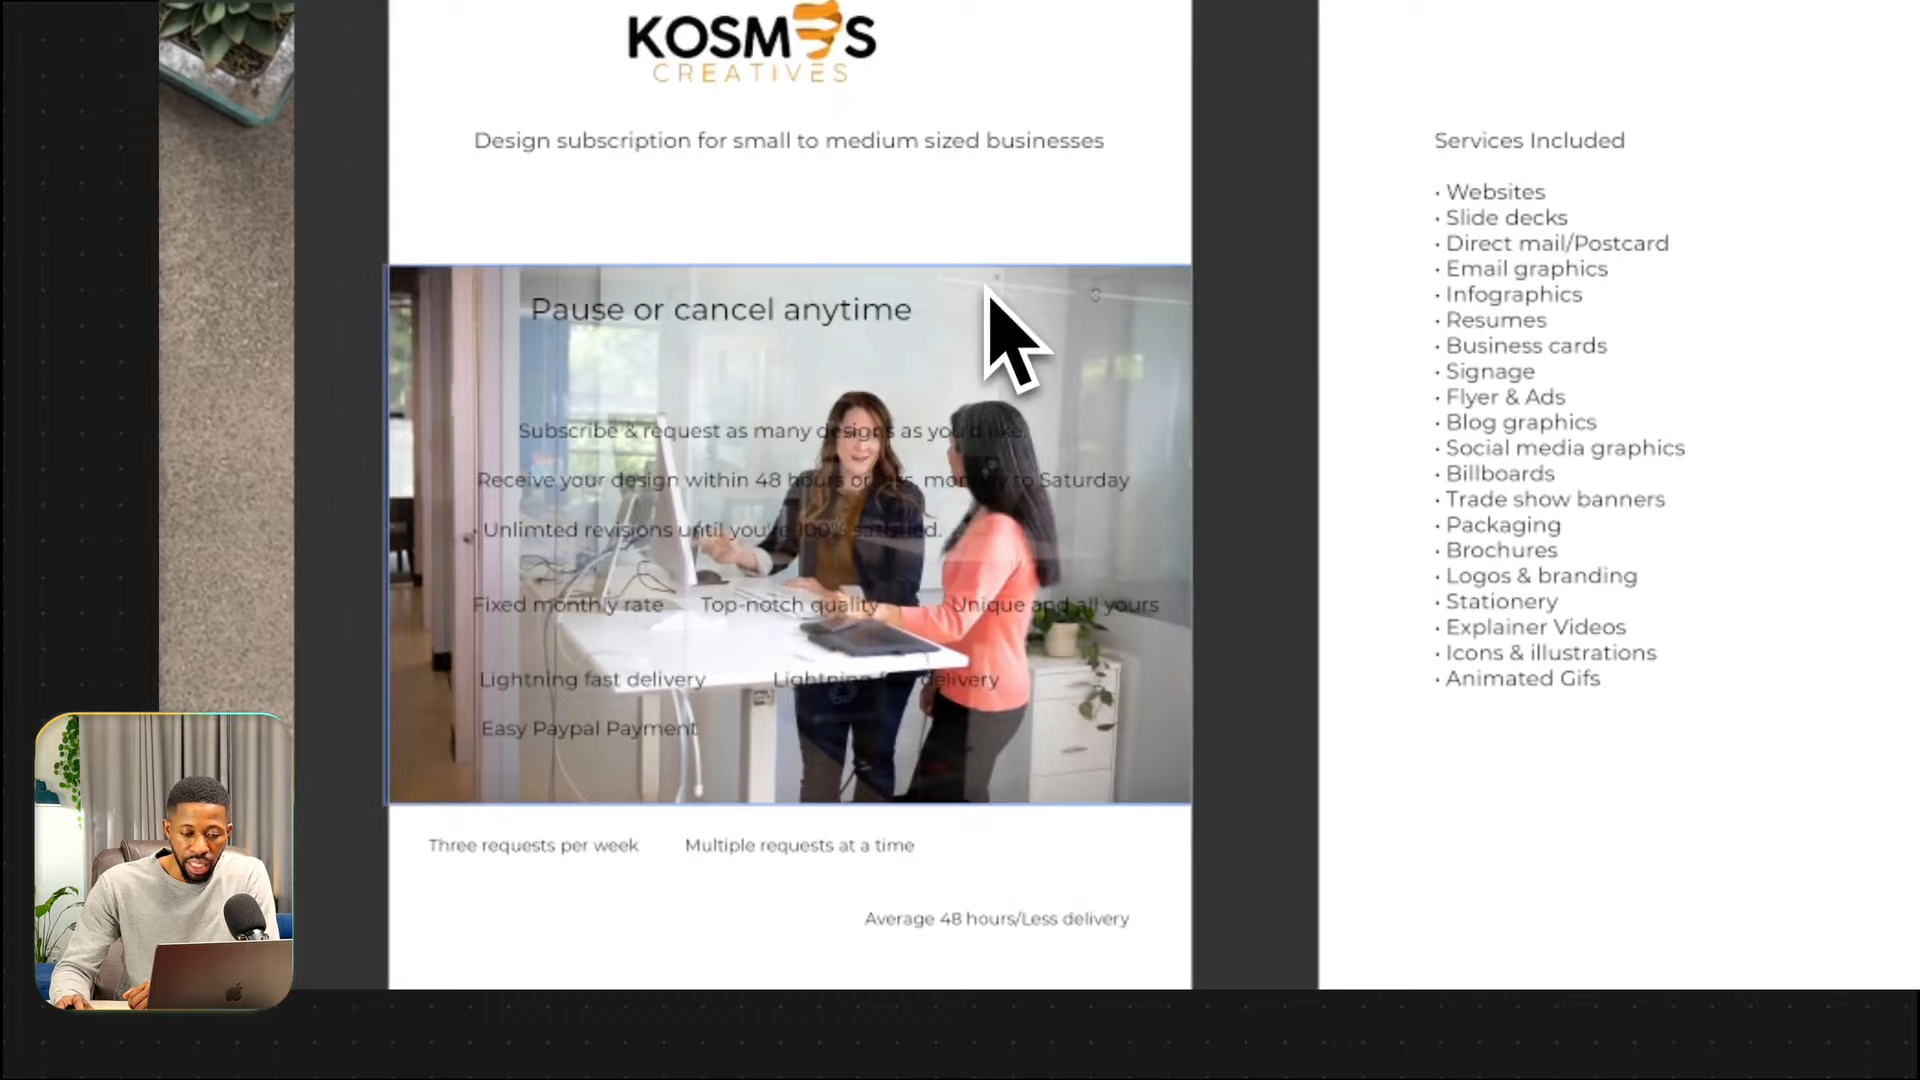 KOSMOS
CREATIVES
Design subscription for small to medium sized businesses
Pause or cancel anytime
Subscribe & request as many designs as you'd like.
Receive your design within 48 hours or less, monday to Saturday
Unlimted revisions until you're 100% satisfied.
Fixed monthly rate Top-notch quality Unique and all yours
Lightning fast delivery Lightning fast delivery
Easy Paypal Payment
Three requests per week Multiple requests at a time
Average 48 hours/Less delivery
Services Included
• Websites
• Slide decks
• Direct mail/Postcard
• Email graphics
• Infographics
• Resumes
• Business cards
• Signage
• Flyer & Ads
• Blog graphics
• Social media graphics
• Billboards
• Trade show banners
• Packaging
• Brochures
• Logos & branding
• Stationery
• Explainer Videos
• Icons & illustrations
• Animated Gifs